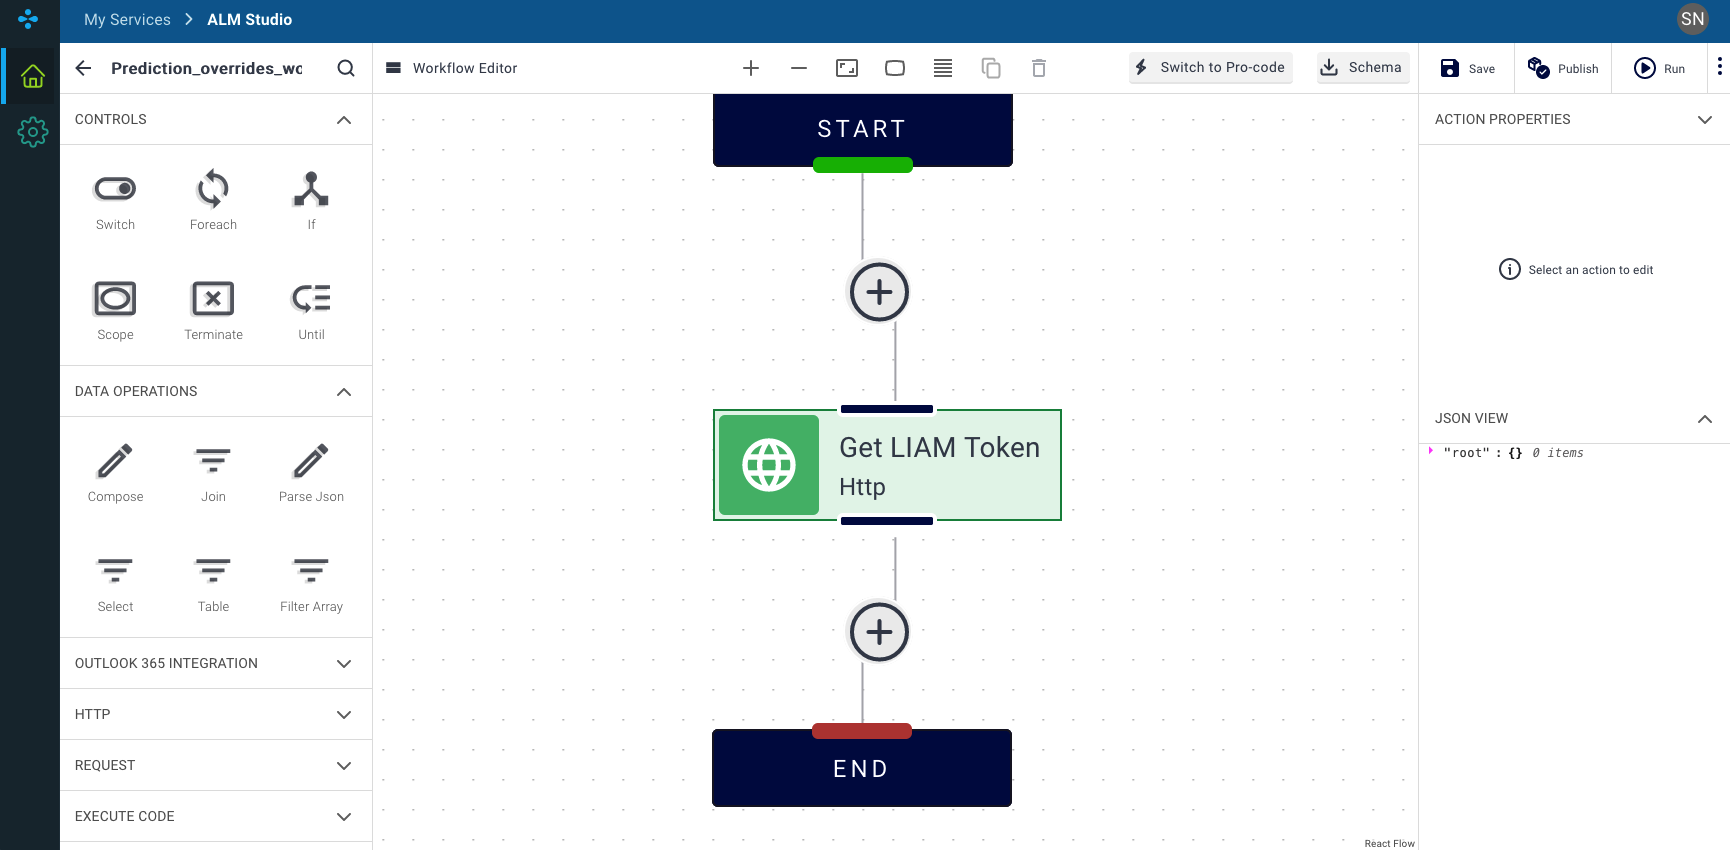 My Services > ALM Studio
SN
Prediction_overrides_wo
Workflow Editor
Switch to Pro-code
Schema
Save
Publish
Run
CONTROLS
Switch
Foreach
If
Scope
Terminate
Until
DATA OPERATIONS
Compose
Join
Parse Json
Select
Table
Filter Array
OUTLOOK 365 INTEGRATION
HTTP
REQUEST
EXECUTE CODE
START
Get LIAM Token
Http
END
React Flow
ACTION PROPERTIES
Select an action to edit
JSON VIEW
"root" : {} 0 items